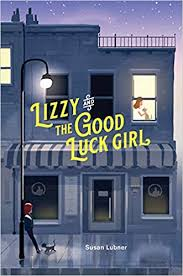 LIZZY AND
THE GOOD
LUCK GIRL
Susan Lubner